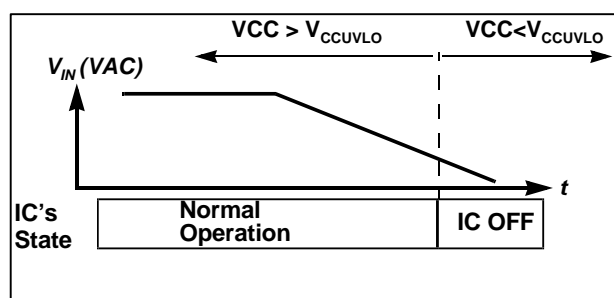 VCC > VCCUVLO VCC<VCCUVLO
VIN (VAC)
t
IC's State
Normal Operation
IC OFF